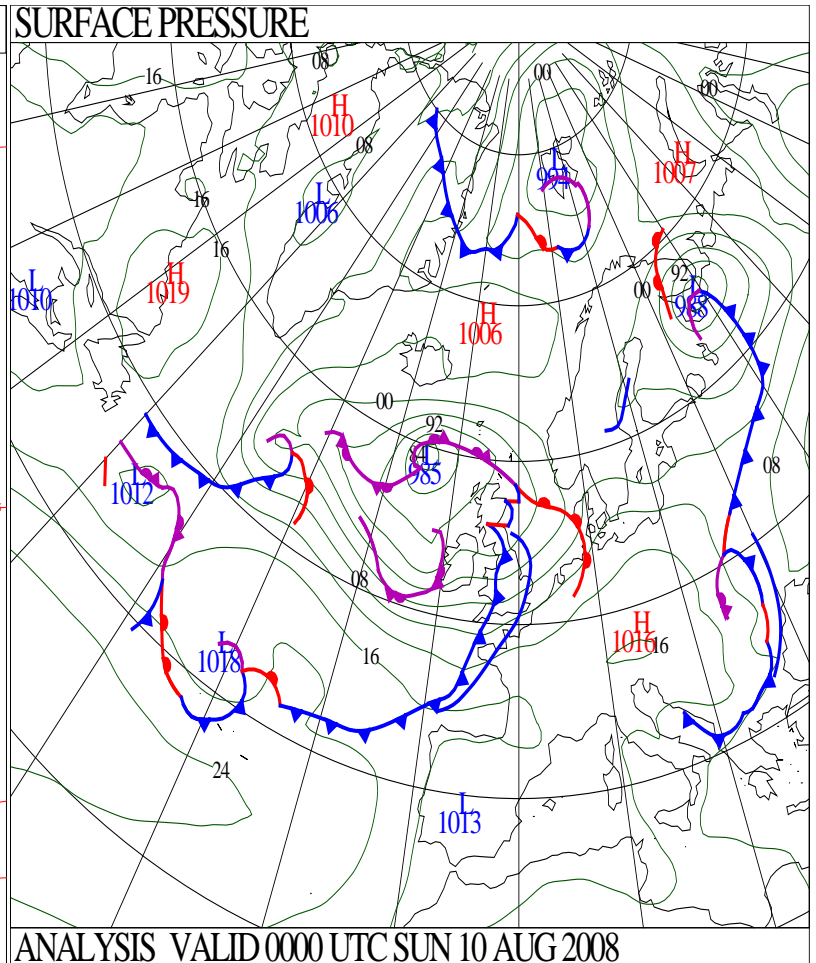 SURFACE PRESSURE
08
00
16
00
H
1010
08
L
994
H
1007
16
L
1006
16
L
1010
H
1019
92
00
L
988
H
1006
00
92
84
L
985
08
L
1012
08
H
1016
16
L
1018
16
24
L
1013
ANALYSIS VALID 0000 UTC SUN 10 AUG 2008